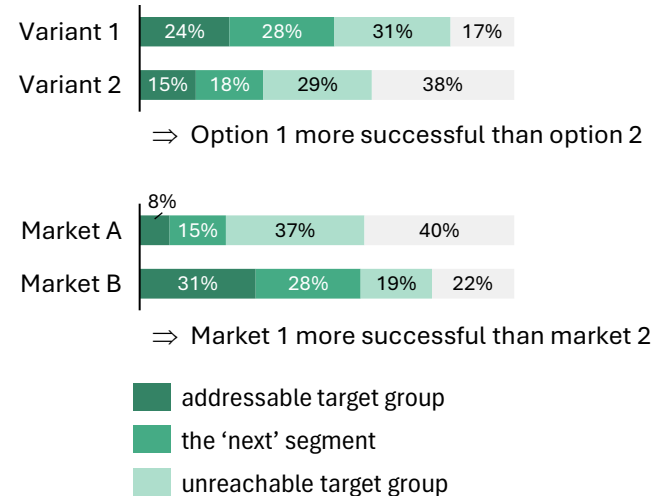 Variant 1 24% 28% 31% 17%
Variant 2 15% 18% 29% 38%
⇒ Option 1 more successful than option 2
8%
Market A 15% 37% 40%
Market B 31% 28% 19% 22%
⇒ Market 1 more successful than market 2
addressable target group
the ‘next’ segment
unreachable target group